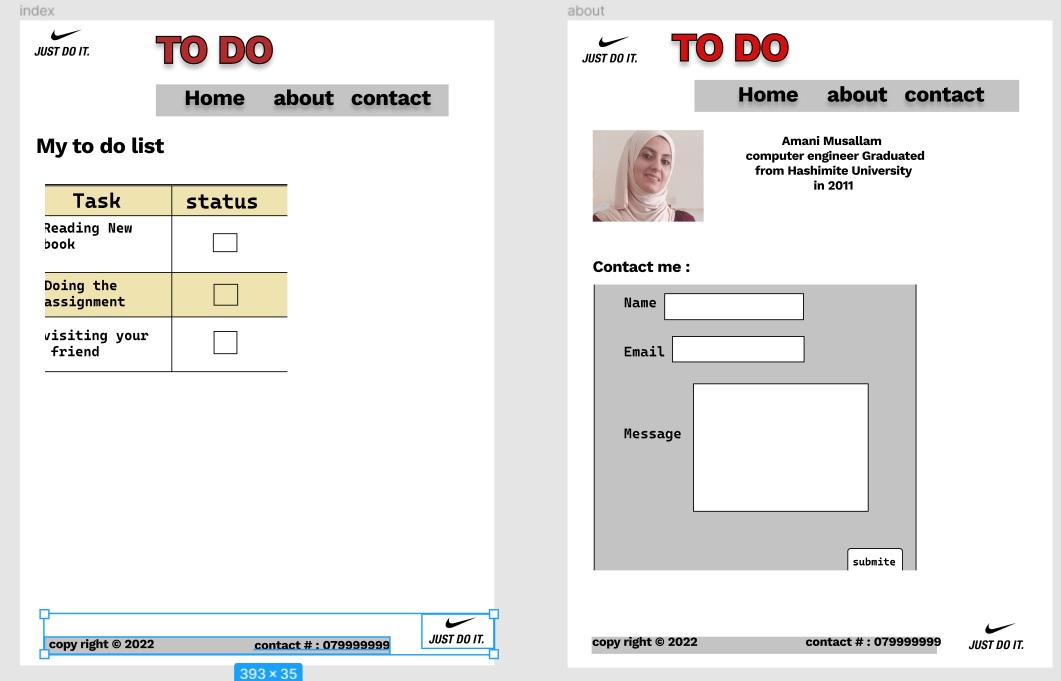 index
JUST DO IT.
TO DO
Home about contact
My to do list
Task status
Reading New
book
Doing the
assignment
visiting your
friend
copy right © 2022 contact # : 079999999
JUST DO IT.
393 × 35
about
JUST DO IT.
TO DO
Home about contact
Amani Musallam
computer engineer Graduated
from Hashimite University
in 2011
Contact me :
Name
Email
Message
submite
copy right © 2022 contact # : 079999999
JUST DO IT.